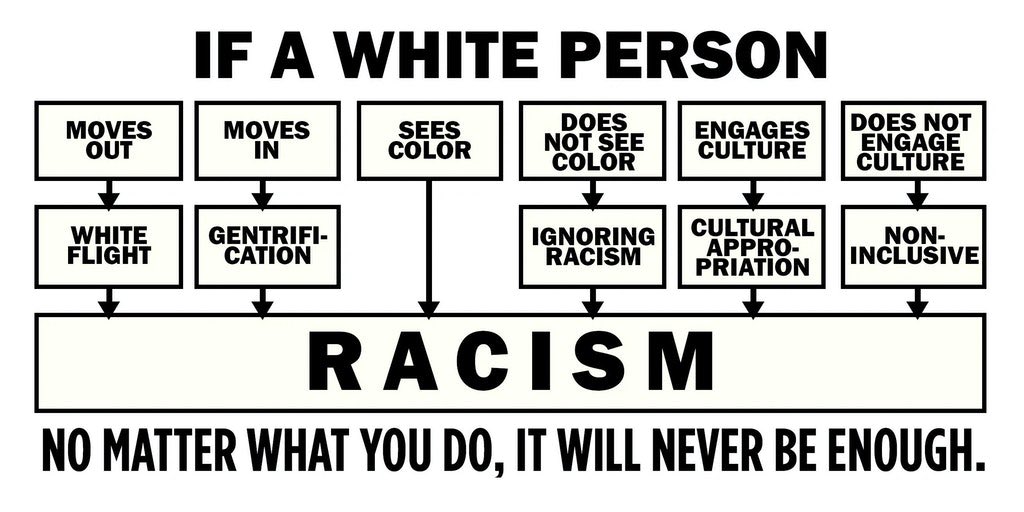 IF A WHITE PERSON
MOVES
OUT
MOVES
IN
SEES
COLOR
DOES
NOT SEE
COLOR
ENGAGES
CULTURE
DOES NOT
ENGAGE
CULTURE
WHITE
FLIGHT
GENTRIFI-
CATION
IGNORING
RACISM
CULTURAL
APPRO-
PRIATION
NON-
INCLUSIVE
RACISM
NO MATTER WHAT YOU DO, IT WILL NEVER BE ENOUGH.